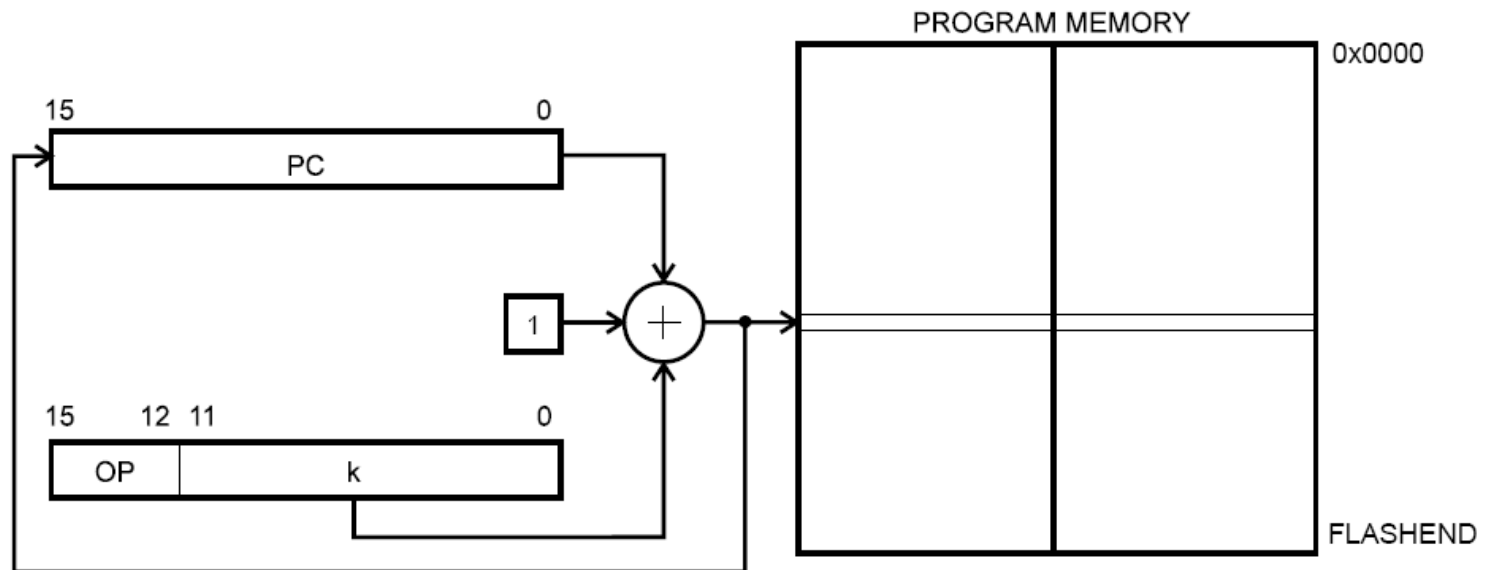 PROGRAM MEMORY
0x0000
15 0
PC
1
15 12 11 0
OP k
FLASHEND